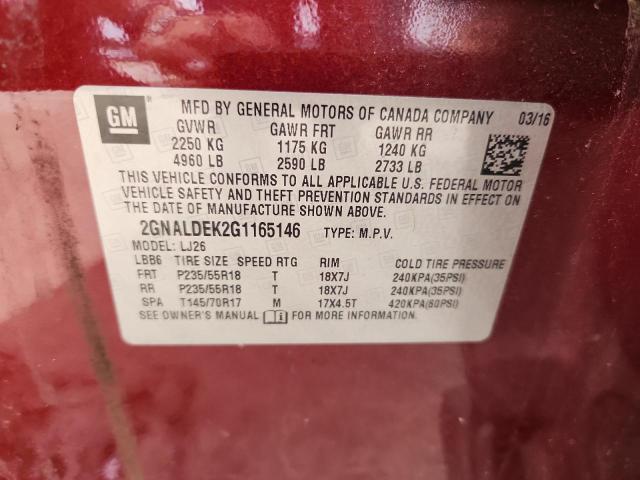 GM
MFD BY GENERAL MOTORS OF CANADA COMPANY 03/16
GVWR GAWR FRT GAWR RR
2250 KG 1175 KG 1240 KG
4960 LB 2590 LB 2733 LB
THIS VEHICLE CONFORMS TO ALL APPLICABLE U.S. FEDERAL MOTOR
VEHICLE SAFETY AND THEFT PREVENTION STANDARDS IN EFFECT ON
THE DATE OF MANUFACTURE SHOWN ABOVE.
2GNALDEK2G1165146 TYPE: M.P.V.
MODEL: LJ26
LBB6 TIRE SIZE SPEED RTG RIM COLD TIRE PRESSURE
FRT P235/55R18 T 18X7J 240KPA(35PSI)
RR P235/55R18 T 18X7J 240KPA(35PSI)
SPA T145/70R17 M 17X4.5T 420KPA(60PSI)
SEE OWNER'S MANUAL i FOR MORE INFORMATION.